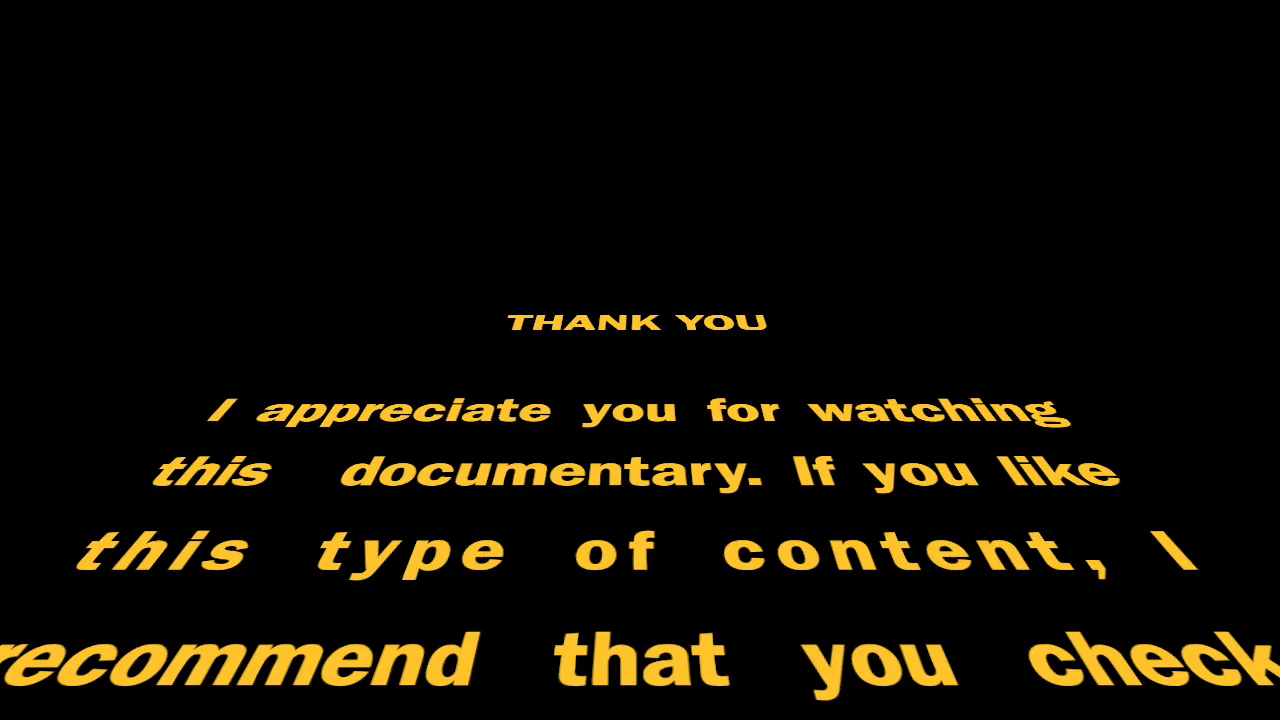 THANK YOU
I appreciate you for watching
this documentary. If you like
this type of content, I
recommend that you check